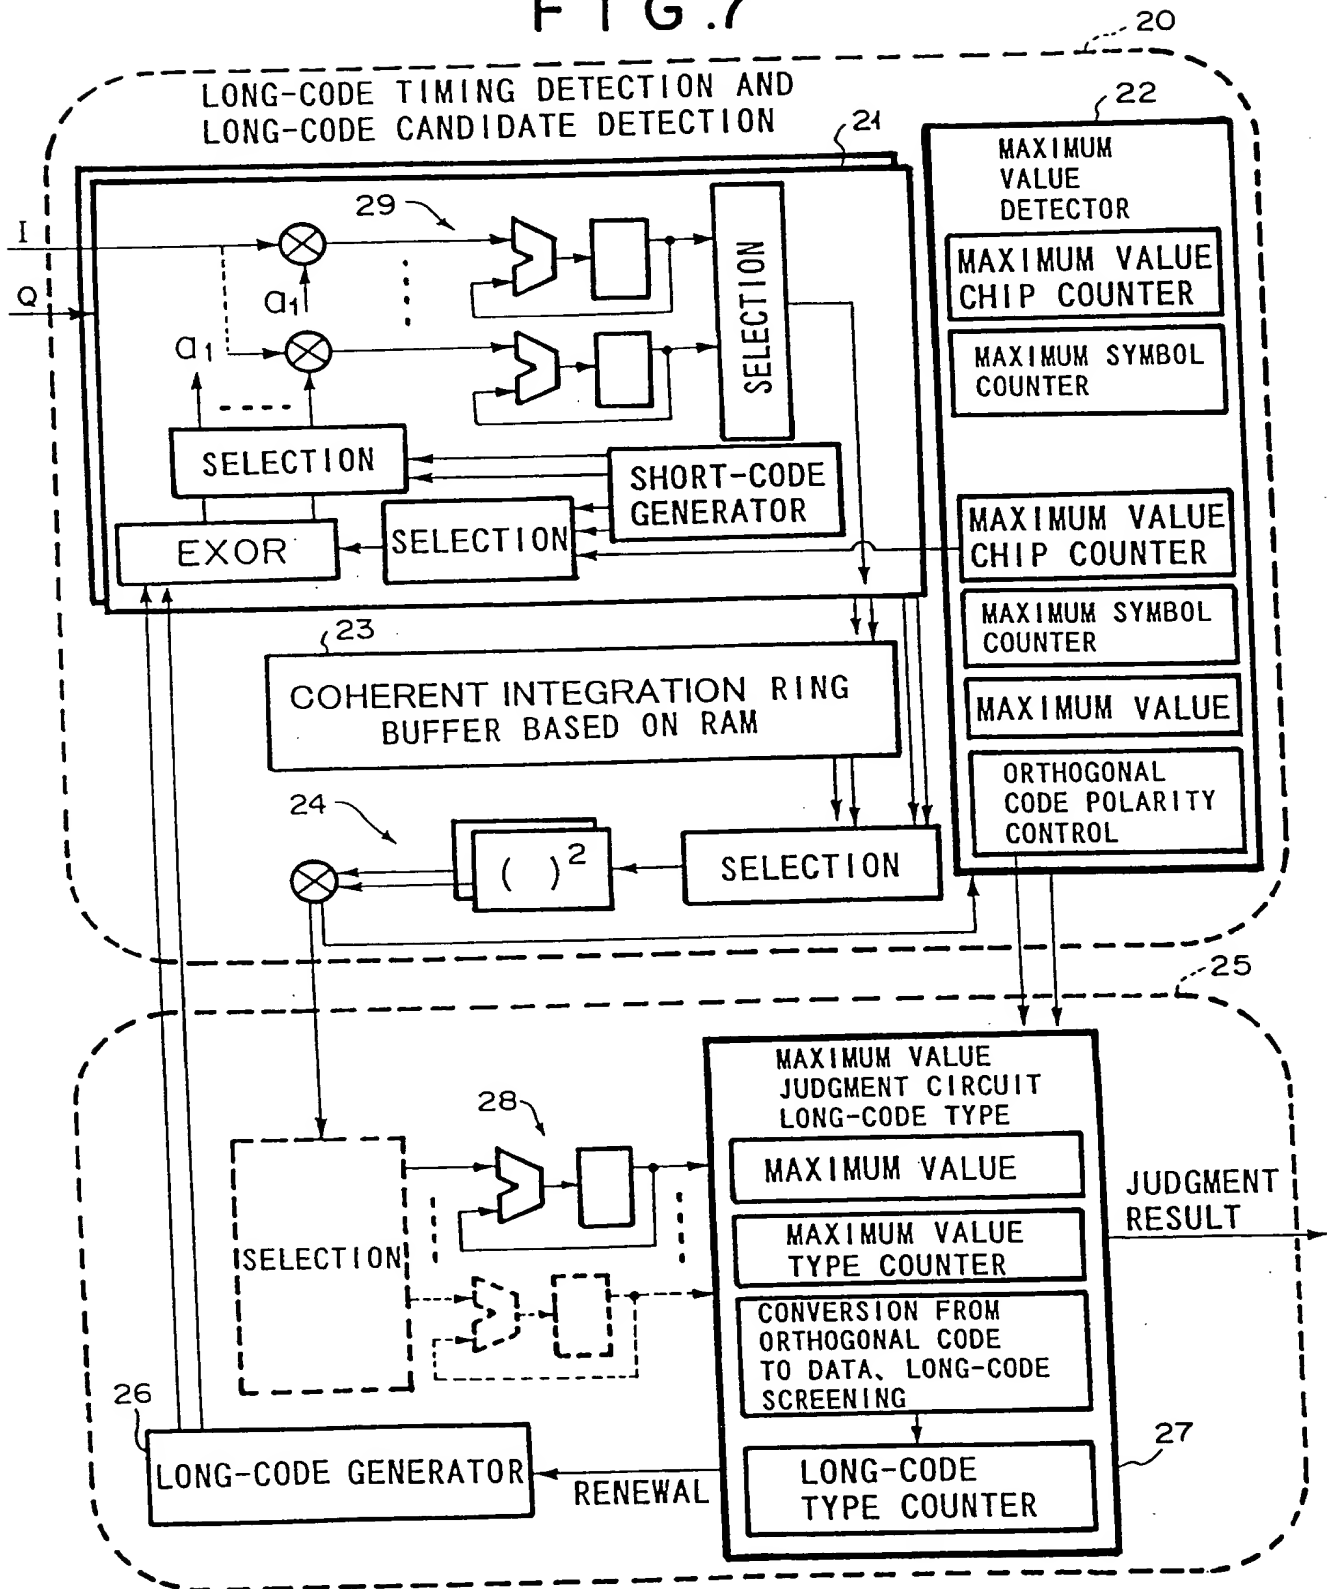 FIG.7
20
LONG-CODE TIMING DETECTION AND
LONG-CODE CANDIDATE DETECTION
21
22
MAXIMUM
VALUE
DETECTOR
MAXIMUM VALUE
CHIP COUNTER
MAXIMUM SYMBOL
COUNTER
MAXIMUM VALUE
CHIP COUNTER
MAXIMUM SYMBOL
COUNTER
MAXIMUM VALUE
ORTHOGONAL
CODE POLARITY
CONTROL
I
Q
29
a1
a1
SELECTION
SELECTION
SHORT-CODE
GENERATOR
EXOR
SELECTION
23
COHERENT INTEGRATION RING
BUFFER BASED ON RAM
24
( )2
SELECTION
25
MAXIMUM VALUE
JUDGMENT CIRCUIT
LONG-CODE TYPE
28
MAXIMUM VALUE
MAXIMUM VALUE
TYPE COUNTER
CONVERSION FROM
ORTHOGONAL CODE
TO DATA、LONG-CODE
SCREENING
LONG-CODE
TYPE COUNTER
JUDGMENT
RESULT
SELECTION
26
LONG-CODE GENERATOR
RENEWAL
27